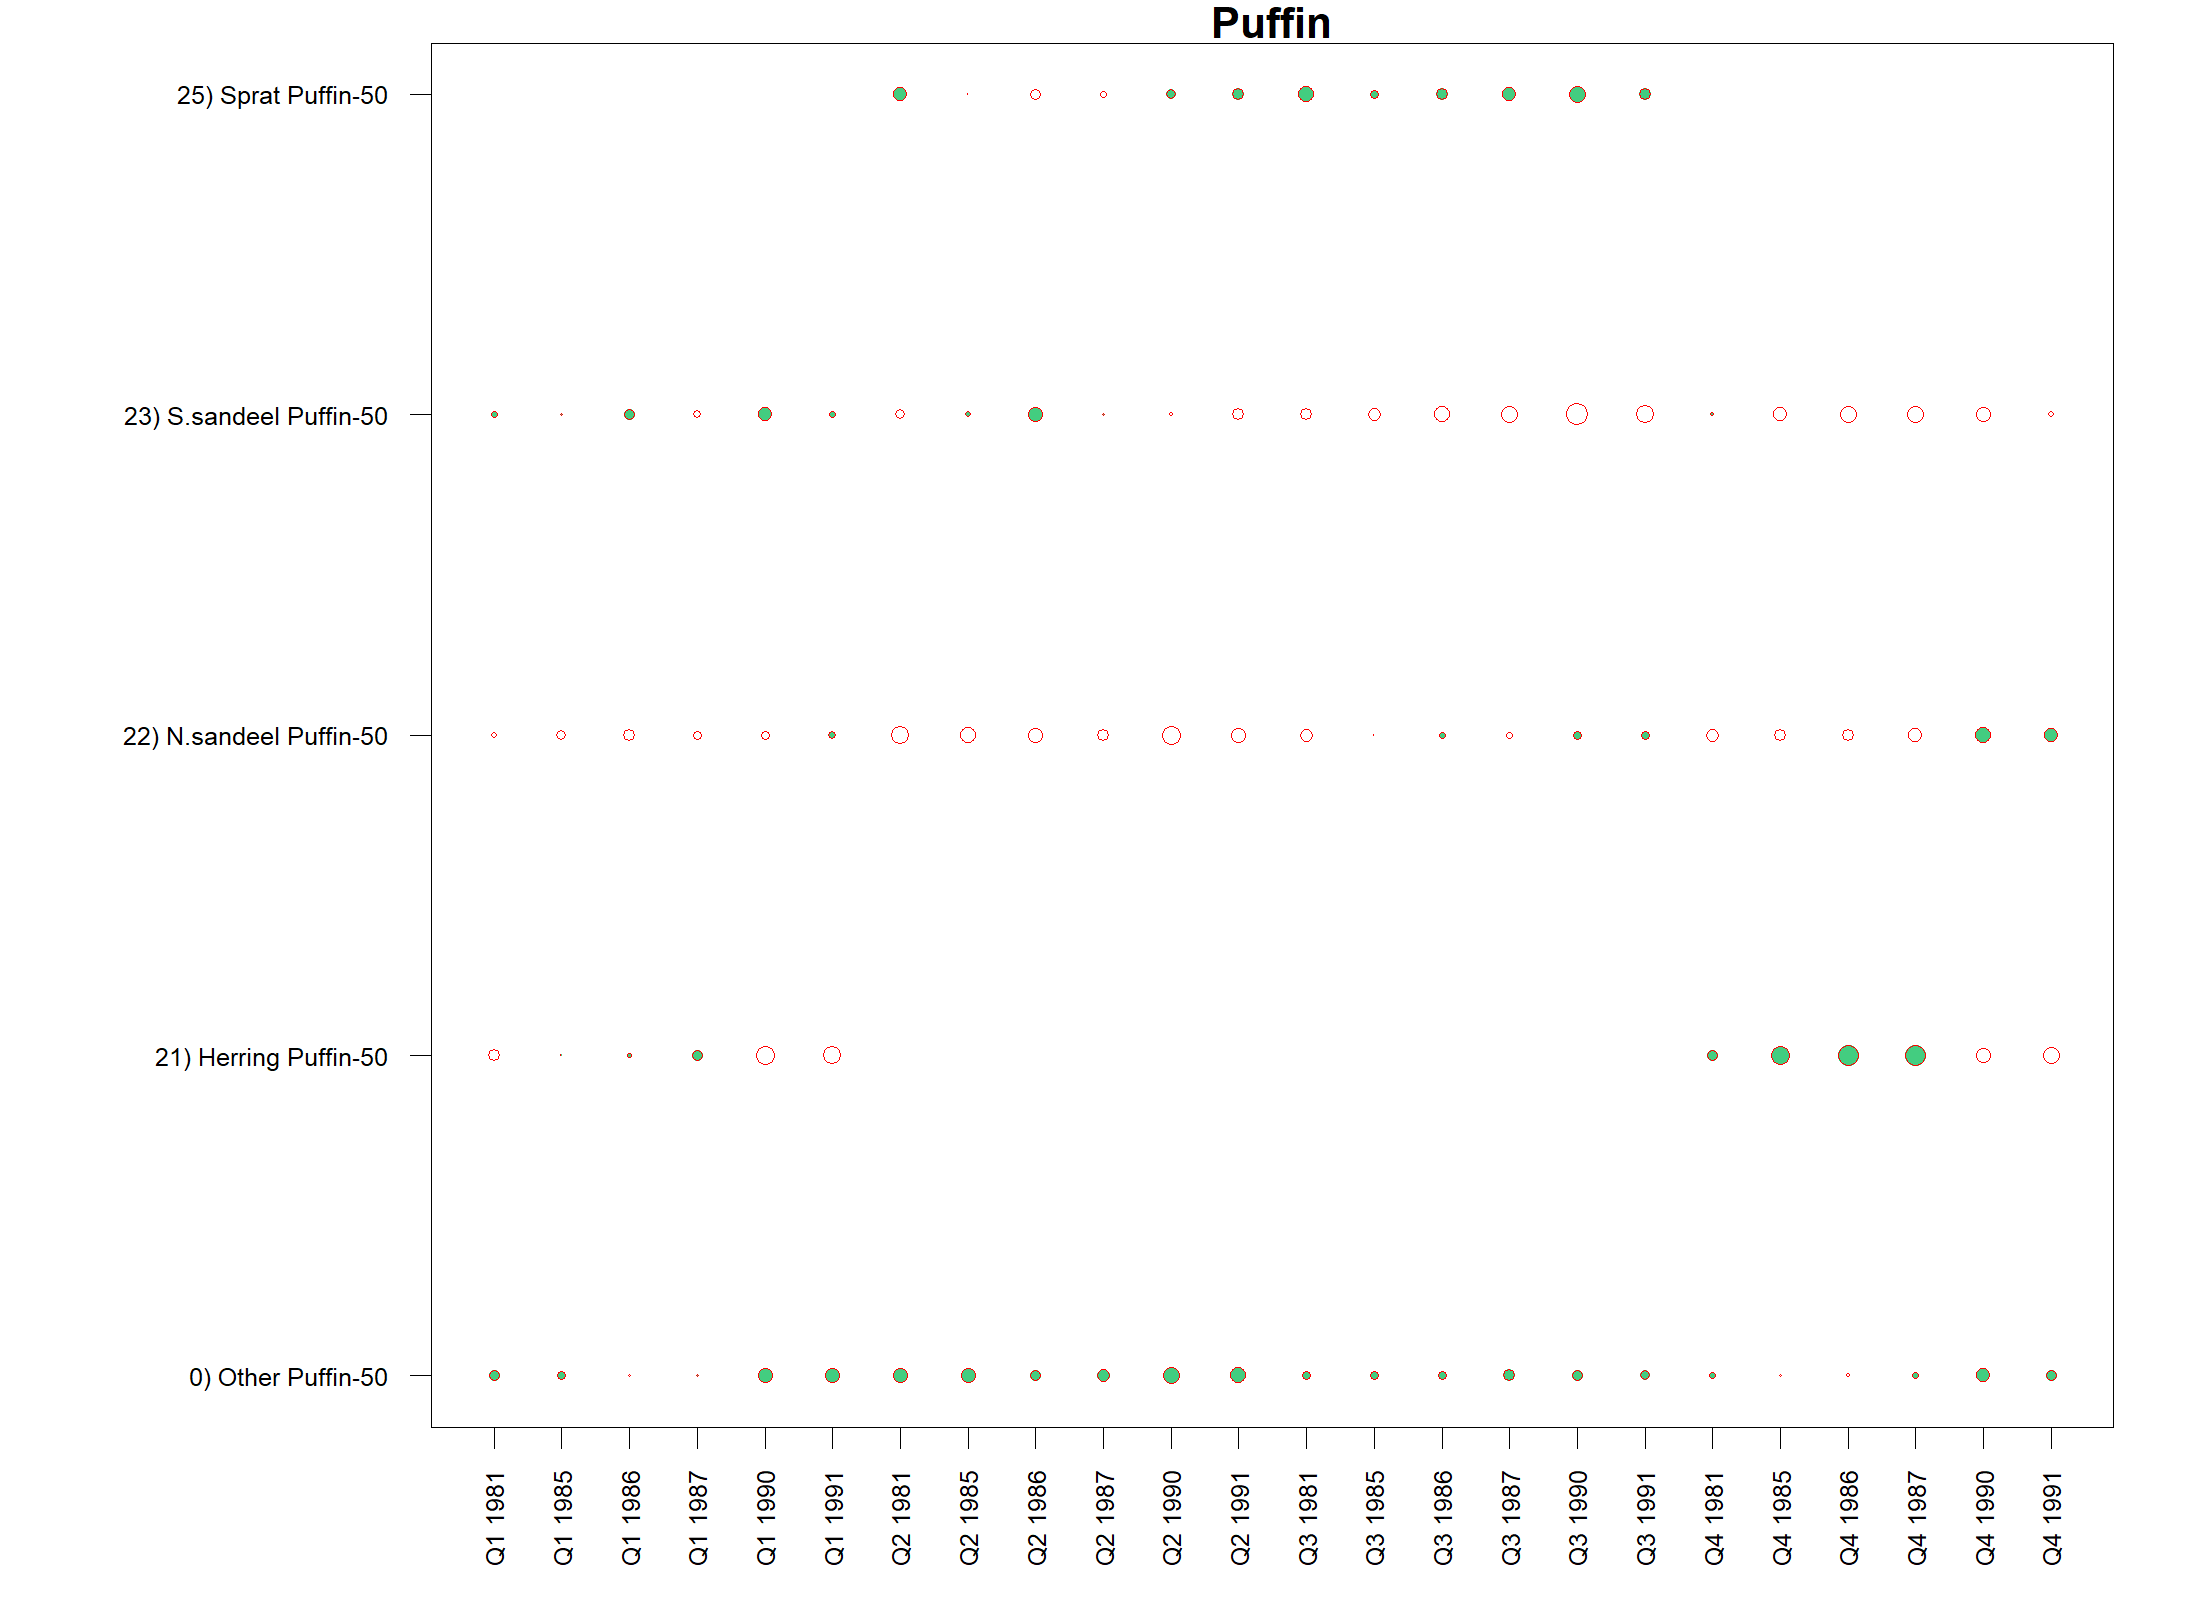 Puffin
25) Sprat Puffin-50
23) S.sandeel Puffin-50
22) N.sandeel Puffin-50
21) Herring Puffin-50
0) Other Puffin-50
Q1 1981
Q1 1985
Q1 1986
Q1 1987
Q1 1990
Q1 1991
Q2 1981
Q2 1985
Q2 1986
Q2 1987
Q2 1990
Q2 1991
Q3 1981
Q3 1985
Q3 1986
Q3 1987
Q3 1990
Q3 1991
Q4 1981
Q4 1985
Q4 1986
Q4 1987
Q4 1990
Q4 1991